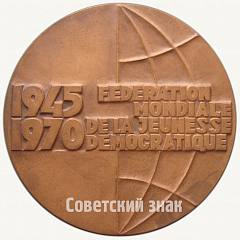 1945
1970
FEDERATION
MONDIALE
DE LA JEUNESSE
DEMOCRATIQUE
Советский знак